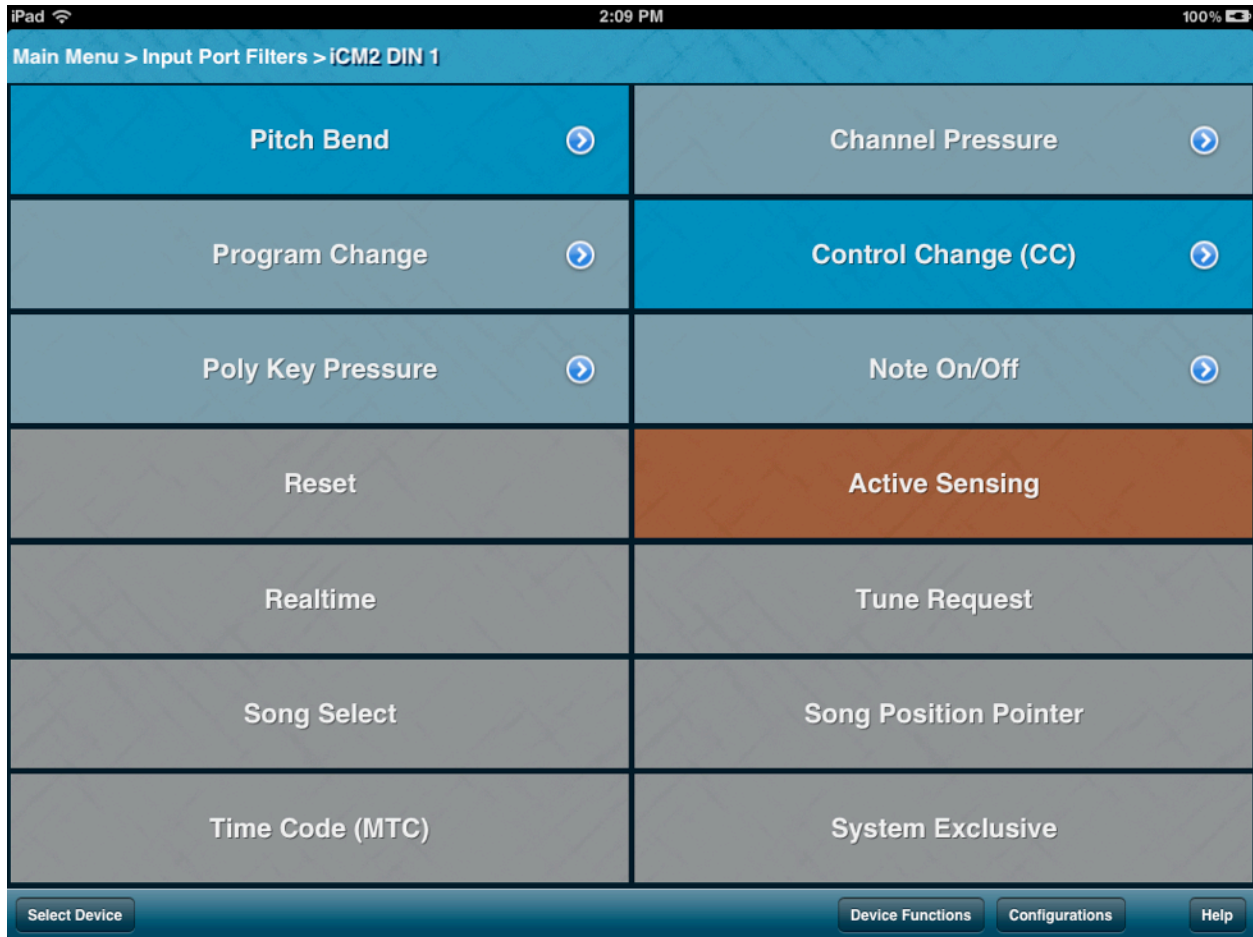 iPad 2:09 PM 100%
Main Menu > Input Port Filters > iCM2 DIN 1
Pitch Bend Channel Pressure
Program Change Control Change (CC)
Poly Key Pressure Note On/Off
Reset Active Sensing
Realtime Tune Request
Song Select Song Position Pointer
Time Code (MTC) System Exclusive
Select Device Device Functions Configurations Help